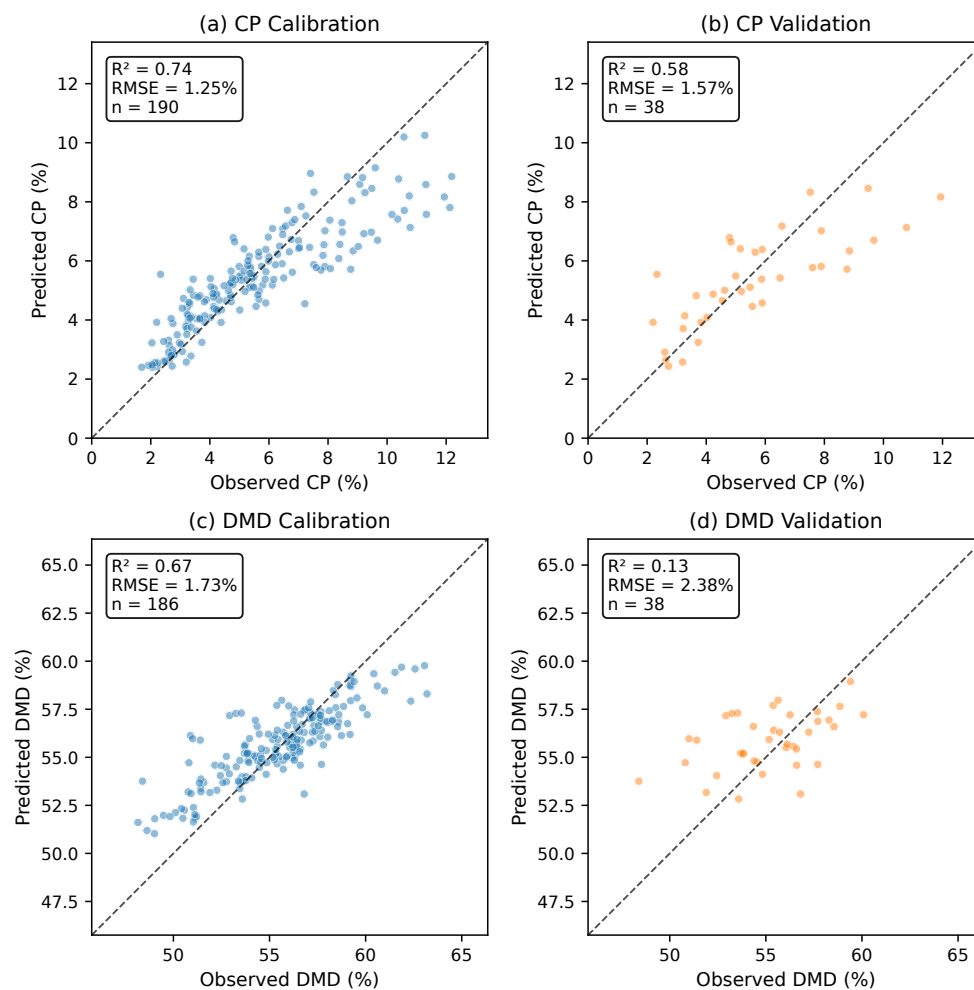 (a) CP Calibration
R² = 0.74
RMSE = 1.25%
n = 190
Predicted CP (%)
12
10
8
6
4
2
0
0 2 4 6 8 10 12
Observed CP (%)
(b) CP Validation
R² = 0.58
RMSE = 1.57%
n = 38
Predicted CP (%)
12
10
8
6
4
2
0
0 2 4 6 8 10 12
Observed CP (%)
(c) DMD Calibration
R² = 0.67
RMSE = 1.73%
n = 186
Predicted DMD (%)
65.0
62.5
60.0
57.5
55.0
52.5
50.0
47.5
50 55 60 65
Observed DMD (%)
(d) DMD Validation
R² = 0.13
RMSE = 2.38%
n = 38
Predicted DMD (%)
65.0
62.5
60.0
57.5
55.0
52.5
50.0
47.5
50 55 60 65
Observed DMD (%)